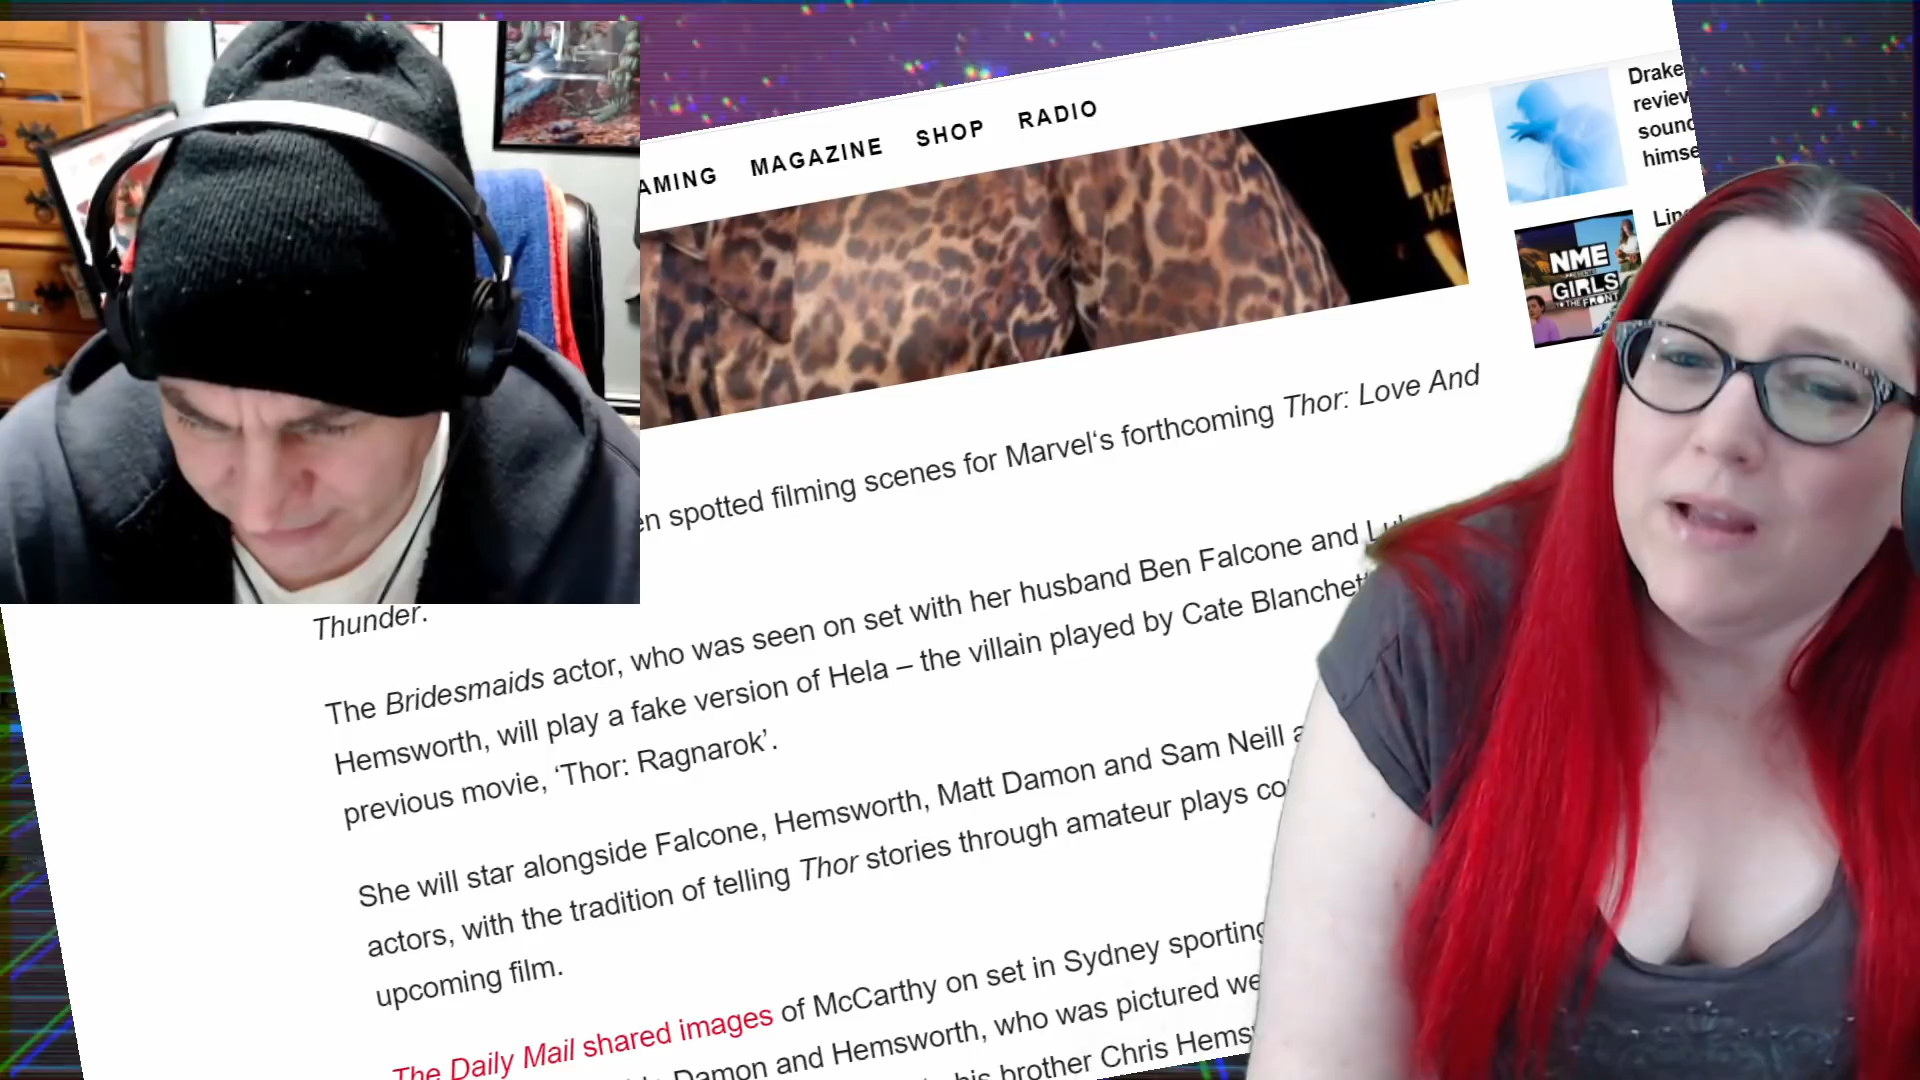 AMING MAGAZINE SHOP RADIO
Drake
review
sound
himse
NME
PRESENTS
GIRLS
TO THE FRONT
en spotted filming scenes for Marvel‘s forthcoming Thor: Love And
Thunder.
The Bridesmaids actor, who was seen on set with her husband Ben Falcone and
Hemsworth, will play a fake version of Hela – the villain played by Cate Blanchett
previous movie, ‘Thor: Ragnarok’.
She will star alongside Falcone, Hemsworth, Matt Damon and Sam Neill
actors, with the tradition of telling Thor stories through amateur plays
upcoming film.
The Daily Mail shared images of McCarthy on set in Sydney sporting
Damon and Hemsworth, who was pictured
his brother Chris Hems